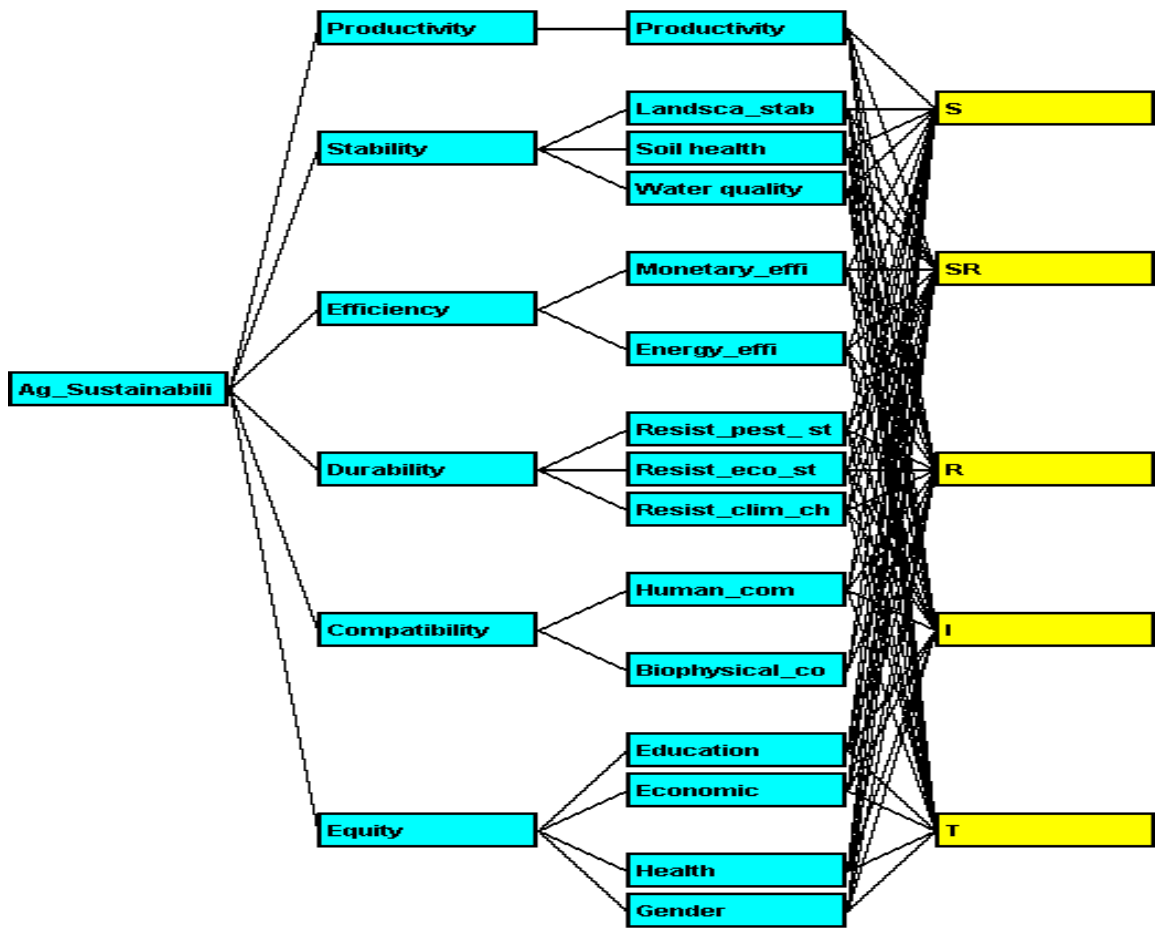 Ag_Sustainabili
Productivity
Stability
Efficiency
Durability
Compatibility
Equity
Productivity
Landsca_stab
Soil health
Water quality
Monetary_effi
Energy_effi
Resist_pest_ st
Resist_eco_st
Resist_clim_ch
Human_com
Biophysical_co
Education
Economic
Health
Gender
S
SR
R
I
T